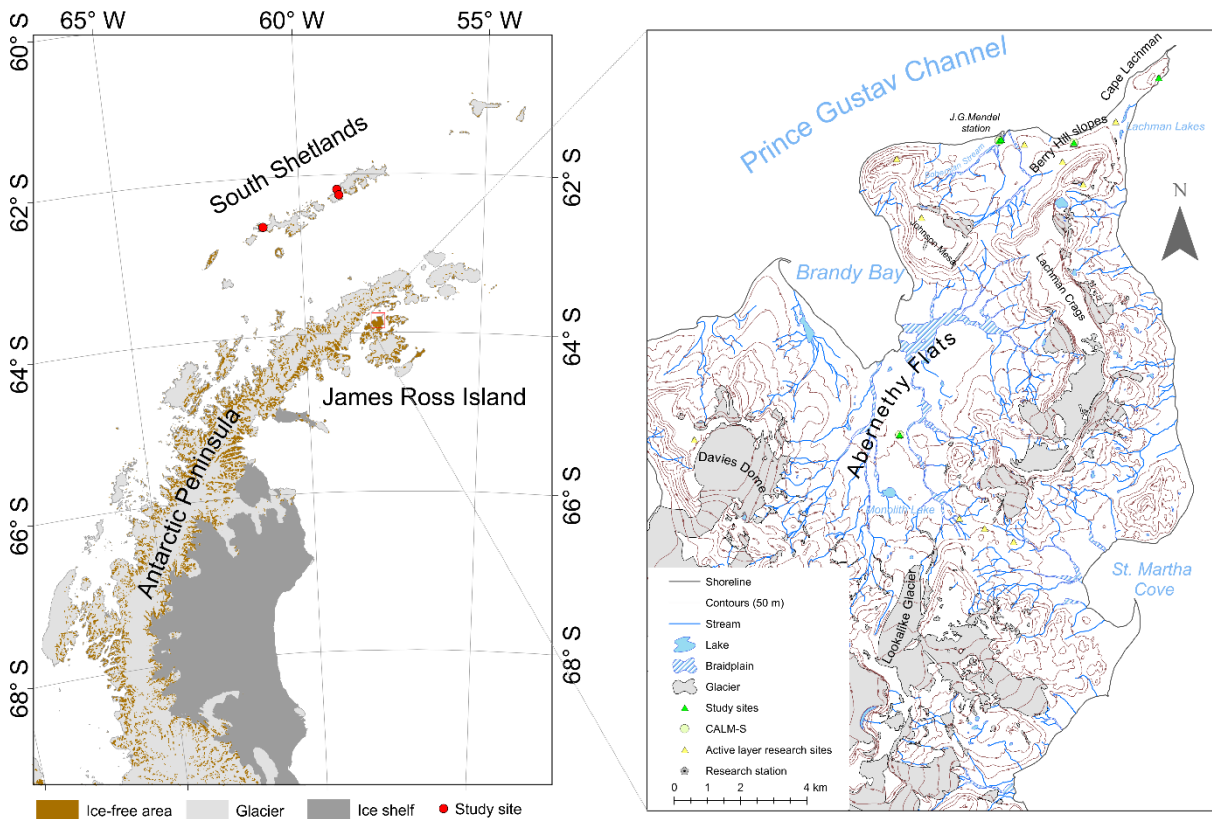 65° W 60° W 55° W
60° S
62° S
64° S
66° S
68° S
62° S
64° S
66° S
68° S
South Shetlands
James Ross Island
Antarctic Peninsula
Ice-free area Glacier Ice shelf Study site
Prince Gustav Channel
Cape Lachman
J.G.Mendel
station
Berry Hill slopes
Lachman Lakes
N
Johnson Mesa
Brandy Bay
Lachman Crags
Abernethy Flats
Davies Dome
Monolith Lake
St. Martha
Cove
Lookalike Glacier
Shoreline
Contours (50 m)
Stream
Lake
Braidplain
Glacier
Study sites
CALM-S
Active layer research sites
Research station
0 2 4 km